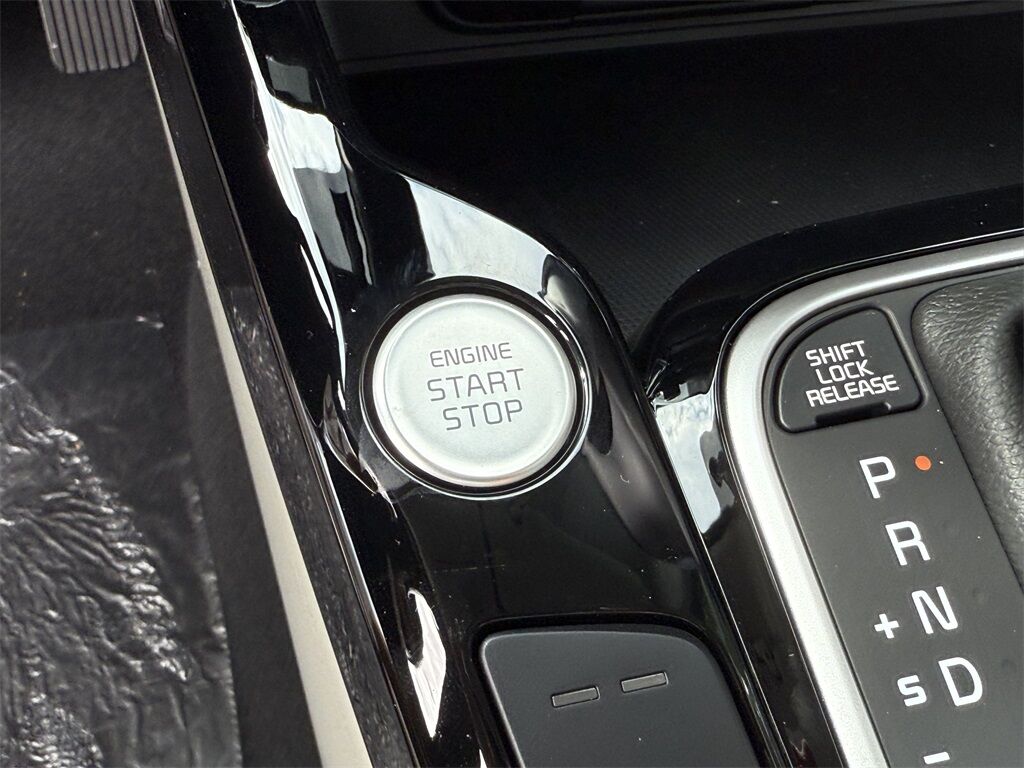 ENGINE
START
STOP
SHIFT
LOCK
RELEASE
P
R
+ N
S D
-